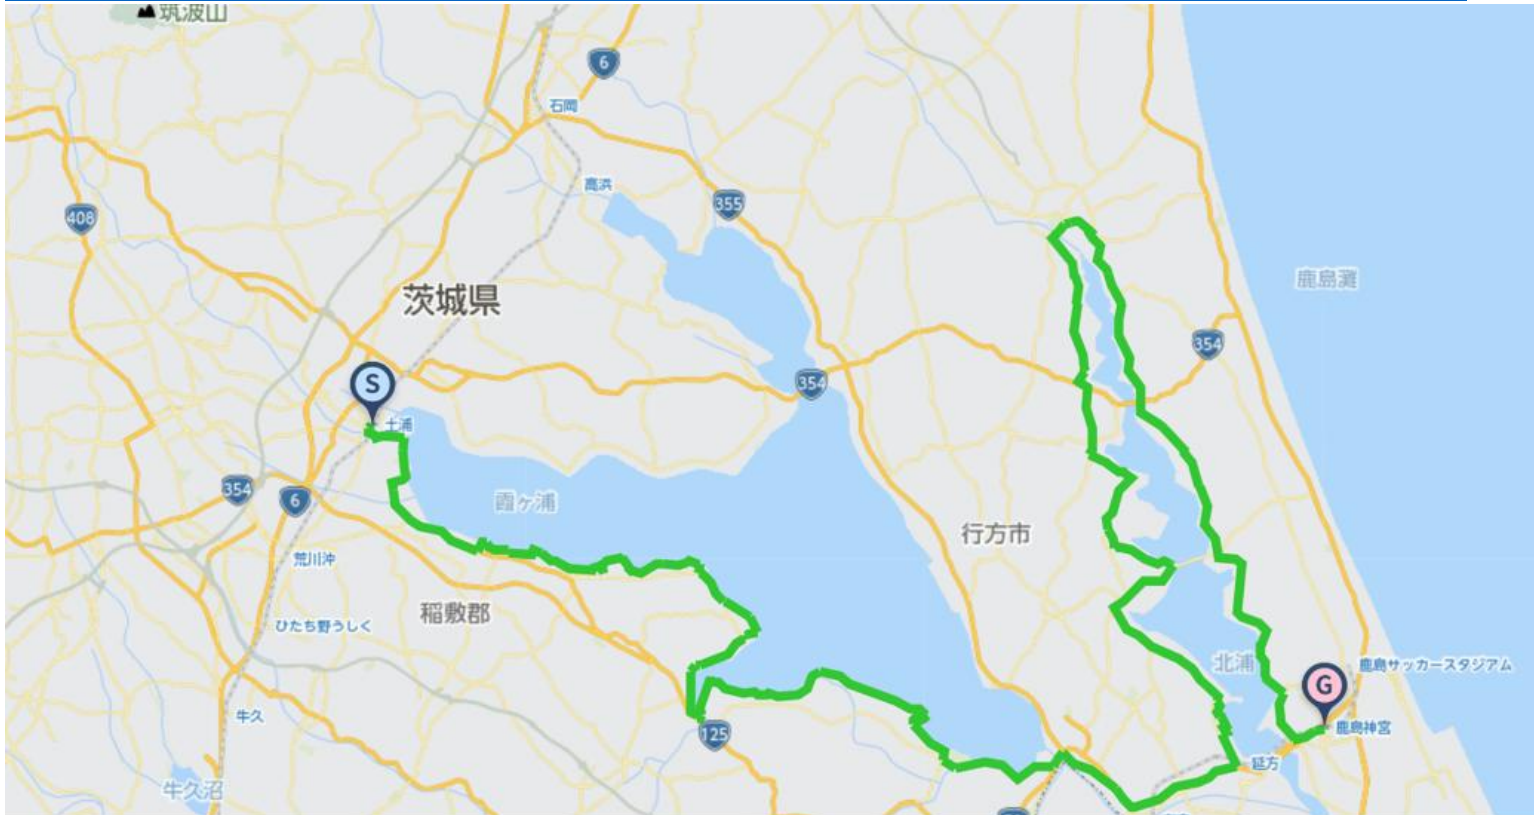 筑波山
6
石岡
高浜
355
408
鹿島灘
茨城県
354
S
354
土浦
354
6
霞ヶ浦
行方市
荒川沖
稲敷郡
ひたち野うしく
北浦
鹿島サッカースタジアム
G
牛久
125
鹿島神宮
延方
牛久沼